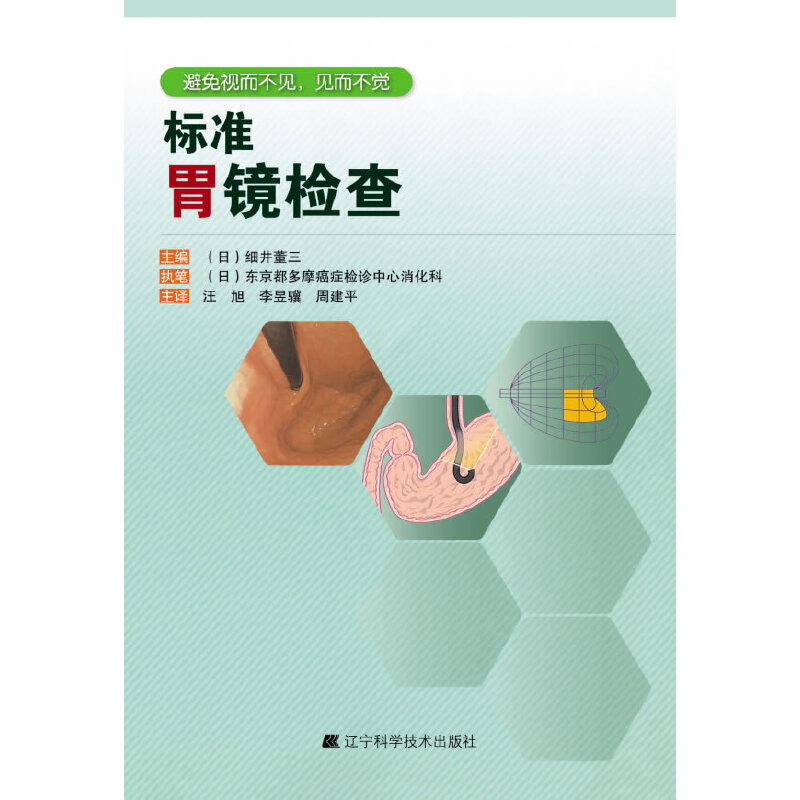 避免视而不见，见而不觉
标准
胃镜检查
主编 （日）细井董三
执笔 （日）东京都多摩癌症检诊中心消化科
主译 汪 旭 李昱骥 周建平
辽宁科学技术出版社